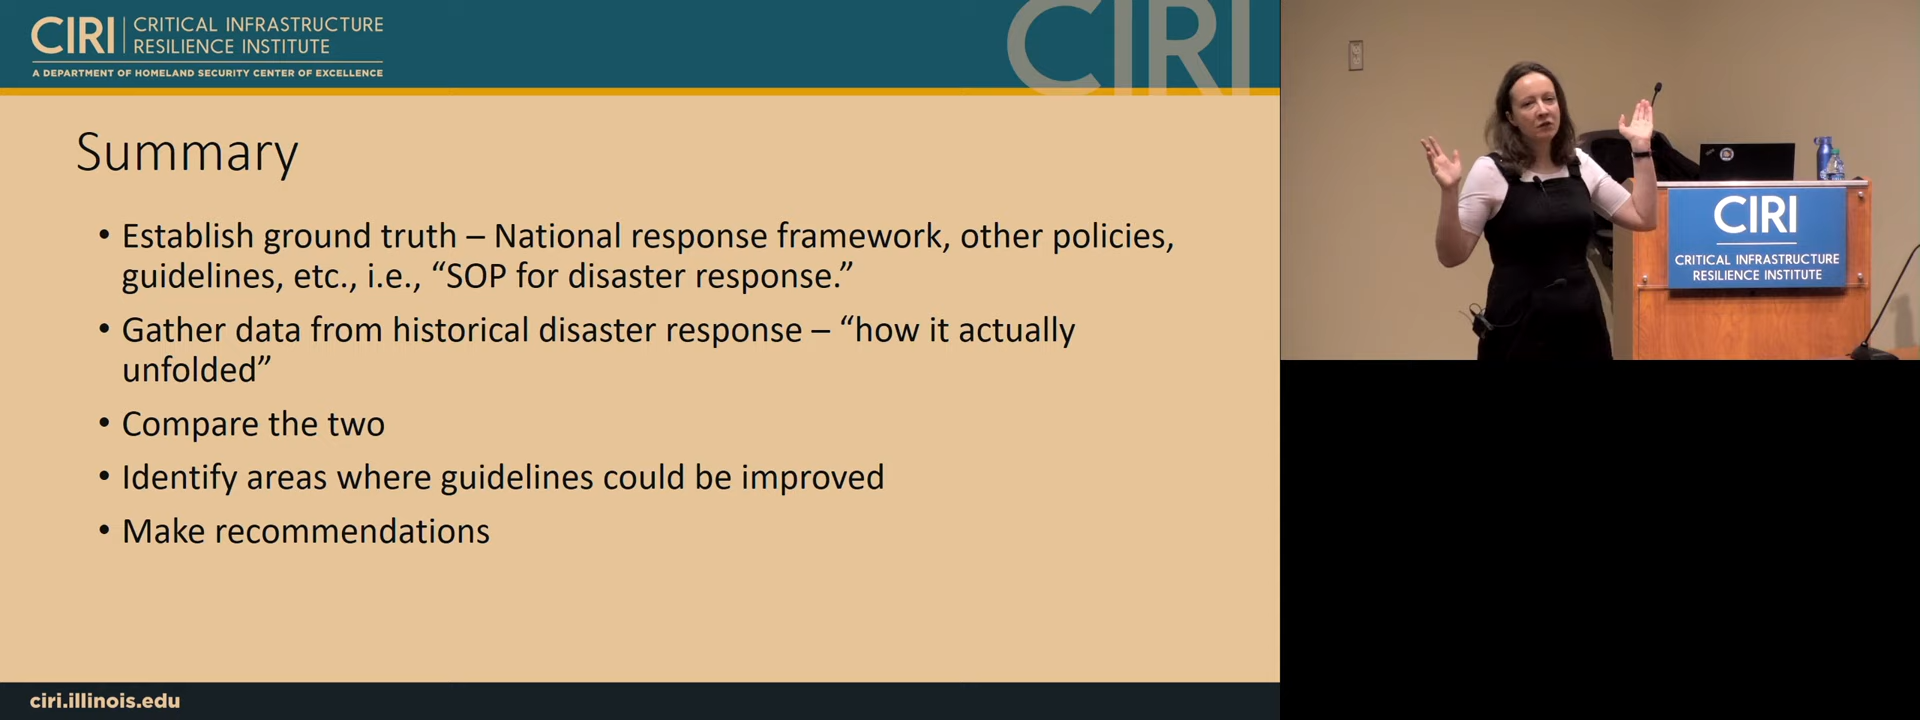 CIRI
CRITICAL INFRASTRUCTURE
RESILIENCE INSTITUTE
A DEPARTMENT OF HOMELAND SECURITY CENTER OF EXCELLENCE
CIRI
Summary
• Establish ground truth – National response framework, other policies,
guidelines, etc., i.e., “SOP for disaster response.”
• Gather data from historical disaster response – “how it actually
unfolded”
• Compare the two
• Identify areas where guidelines could be improved
• Make recommendations
ciri.illinois.edu
CIRI
CRITICAL INFRASTRUCTURE
RESILIENCE INSTITUTE